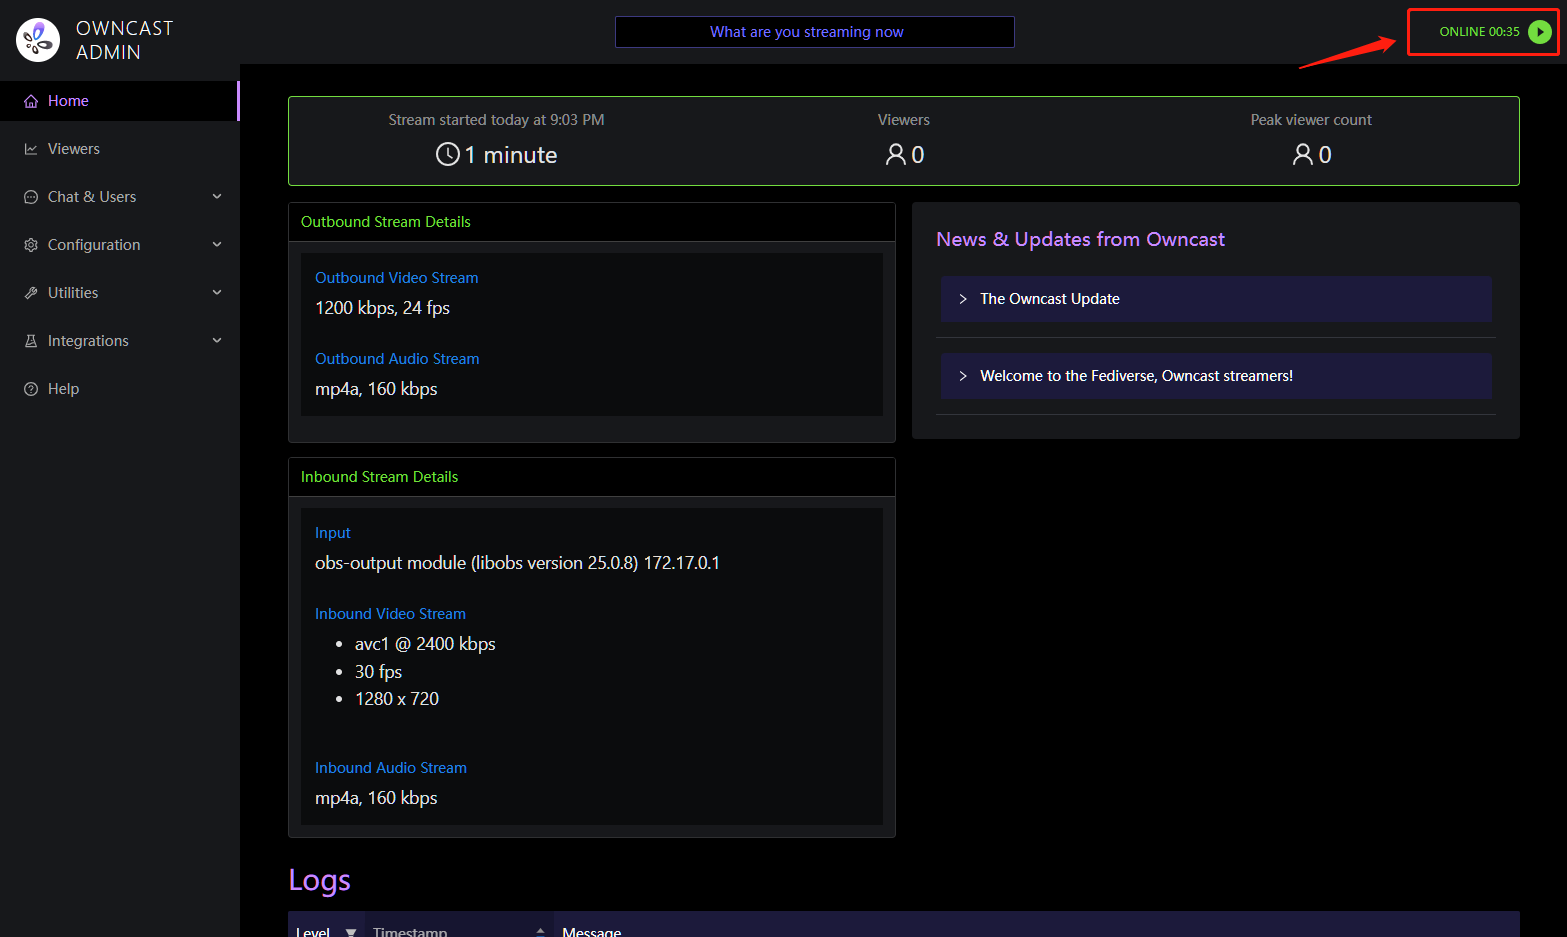 OWNCAST
ADMIN
What are you streaming now
ONLINE 00:35
Home
Viewers
Chat & Users
Configuration
Utilities
Integrations
Help
Stream started today at 9:03 PM
1 minute
Viewers
0
Peak viewer count
0
Outbound Stream Details
Outbound Video Stream
1200 kbps, 24 fps
Outbound Audio Stream
mp4a, 160 kbps
News & Updates from Owncast
The Owncast Update
Welcome to the Fediverse, Owncast streamers!
Inbound Stream Details
Input
obs-output module (libobs version 25.0.8) 172.17.0.1
Inbound Video Stream
avc1 @ 2400 kbps
30 fps
1280 x 720
Inbound Audio Stream
mp4a, 160 kbps
Logs
Level
Timestamp
Message